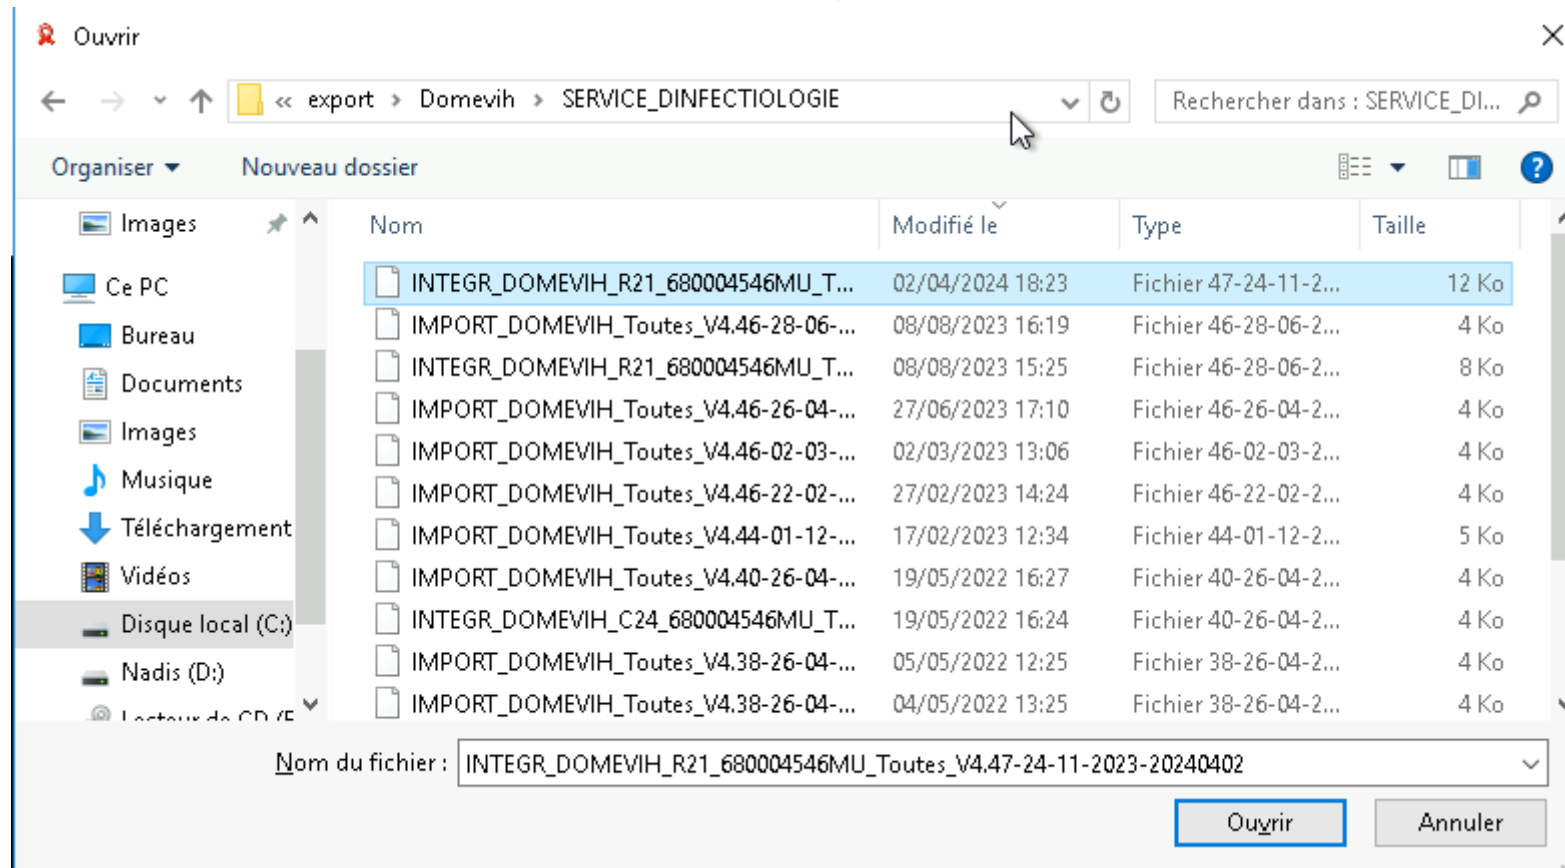 Ouvrir
« export > Domevih > SERVICE_DINFECTIOLOGIE
Rechercher dans : SERVICE_DI...
Organiser
Nouveau dossier
Images
Ce PC
Bureau
Documents
Images
Musique
Téléchargement
Vidéos
Disque local (C:)
Nadis (D:)
Nom Modifié le Type Taille
INTEGR_DOMEVIH_R21_680004546MU_T... 02/04/2024 18:23 Fichier 47-24-11-2... 12 Ko
IMPORT_DOMEVIH_Toutes_V4.46-28-06-... 08/08/2023 16:19 Fichier 46-28-06-2... 4 Ko
INTEGR_DOMEVIH_R21_680004546MU_T... 08/08/2023 15:25 Fichier 46-28-06-2... 8 Ko
IMPORT_DOMEVIH_Toutes_V4.46-26-04-... 27/06/2023 17:10 Fichier 46-26-04-2... 4 Ko
IMPORT_DOMEVIH_Toutes_V4.46-02-03-... 02/03/2023 13:06 Fichier 46-02-03-2... 4 Ko
IMPORT_DOMEVIH_Toutes_V4.46-22-02-... 27/02/2023 14:24 Fichier 46-22-02-2... 4 Ko
IMPORT_DOMEVIH_Toutes_V4.44-01-12-... 17/02/2023 12:34 Fichier 44-01-12-2... 5 Ko
IMPORT_DOMEVIH_Toutes_V4.40-26-04-... 19/05/2022 16:27 Fichier 40-26-04-2... 4 Ko
INTEGR_DOMEVIH_C24_680004546MU_T... 19/05/2022 16:24 Fichier 40-26-04-2... 4 Ko
IMPORT_DOMEVIH_Toutes_V4.38-26-04-... 05/05/2022 12:25 Fichier 38-26-04-2... 4 Ko
IMPORT_DOMEVIH_Toutes_V4.38-26-04-... 04/05/2022 13:25 Fichier 38-26-04-2... 4 Ko
Nom du fichier : INTEGR_DOMEVIH_R21_680004546MU_Toutes_V4.47-24-11-2023-20240402
Ouvrir
Annuler